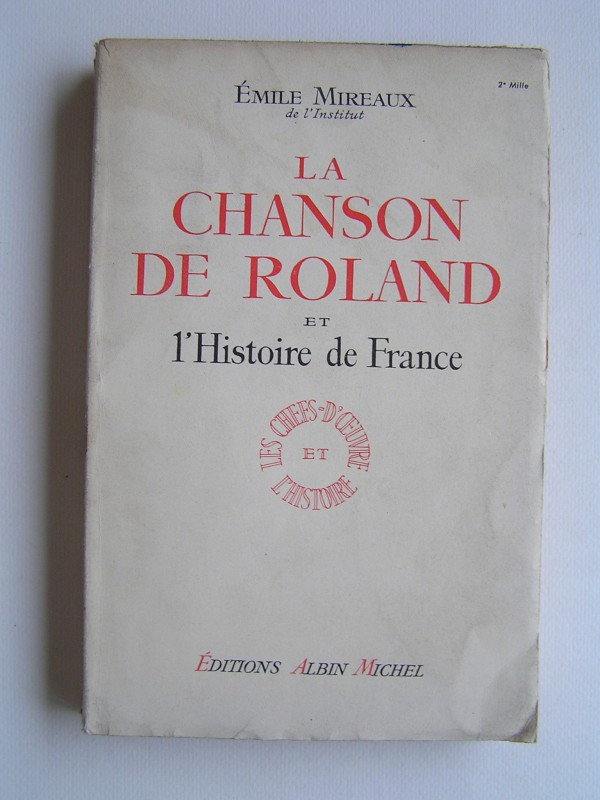 2e Mille
ÉMILE MIREAUX
de l'Institut
LA
CHANSON
DE ROLAND
ET
l'Histoire de France
LES CHEFS-D'ŒUVRE
ET
L'HISTOIRE
ÉDITIONS ALBIN MICHEL